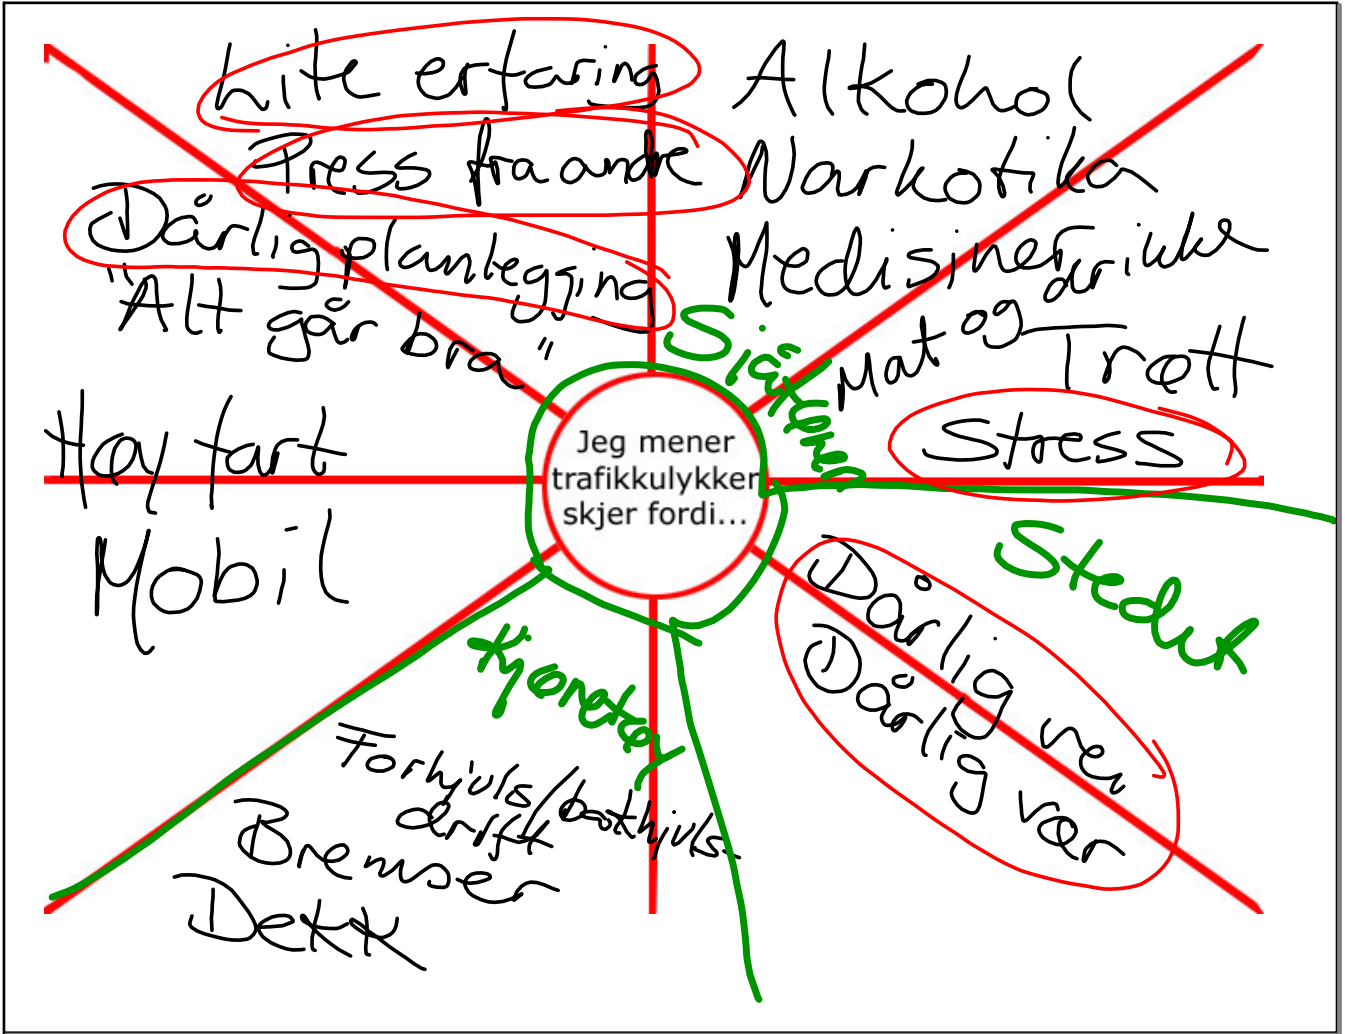 Lite erfaring
Press fra andre
Dårlig planlegging
"Alt går bra"
Høy fart
Mobil
Alkohol
Narkotika
Medisiner
Mat og drikke
Trøtt
Stress
Sjåføren
Jeg mener
trafikkulykker
skjer fordi...
Stedet
Dårlig vei
Dårlig vær
Kjøretøy
Forhjuls/bakhjuls-
drift
Bremser
Dekk